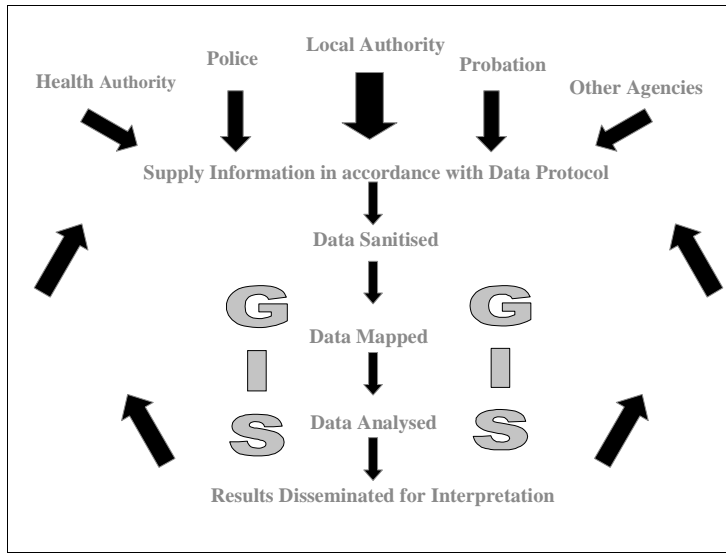 Local Authority
Police
Probation
Health Authority
Other Agencies
Supply Information in accordance with Data Protocol
Data Sanitised
G
I
S
G
I
S
Data Mapped
Data Analysed
Results Disseminated for Interpretation